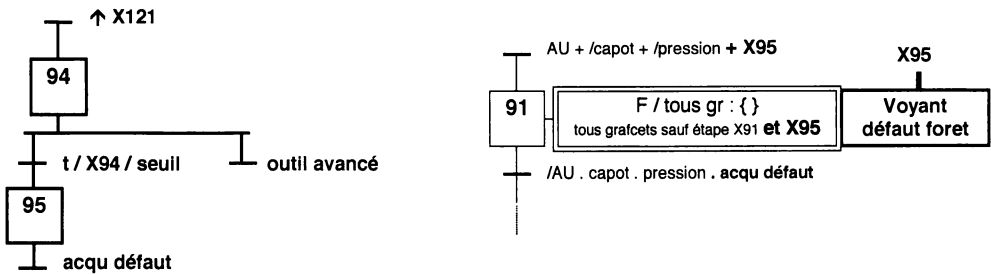 ↑ X121
94
t / X94 / seuil
outil avancé
95
acqu défaut
AU + /capot + /pression + X95
X95
91
F / tous gr : { }
tous grafcets sauf étape X91 et X95
Voyant
défaut foret
/AU . capot . pression . acqu défaut